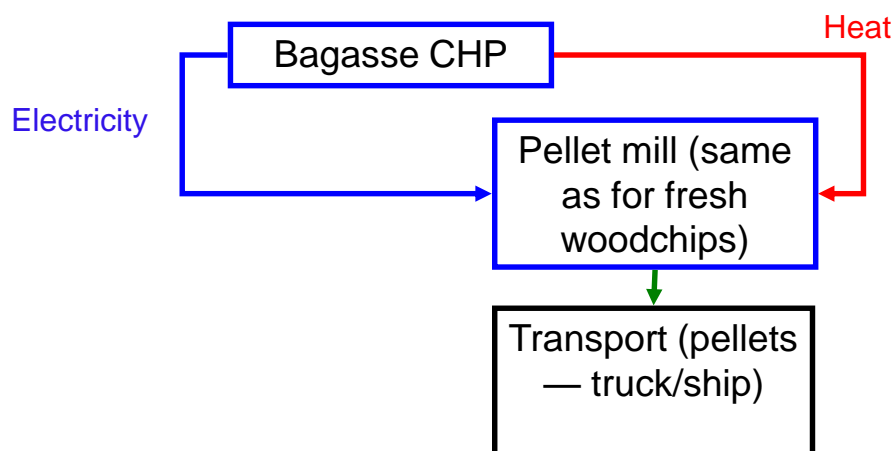 Heat
Bagasse CHP
Electricity
Pellet mill (same
as for fresh
woodchips)
Transport (pellets
— truck/ship)